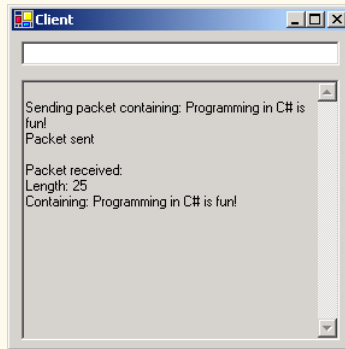 Client
Sending packet containing: Programming in C# is
fun!
Packet sent
Packet received:
Length: 25
Containing: Programming in C# is fun!